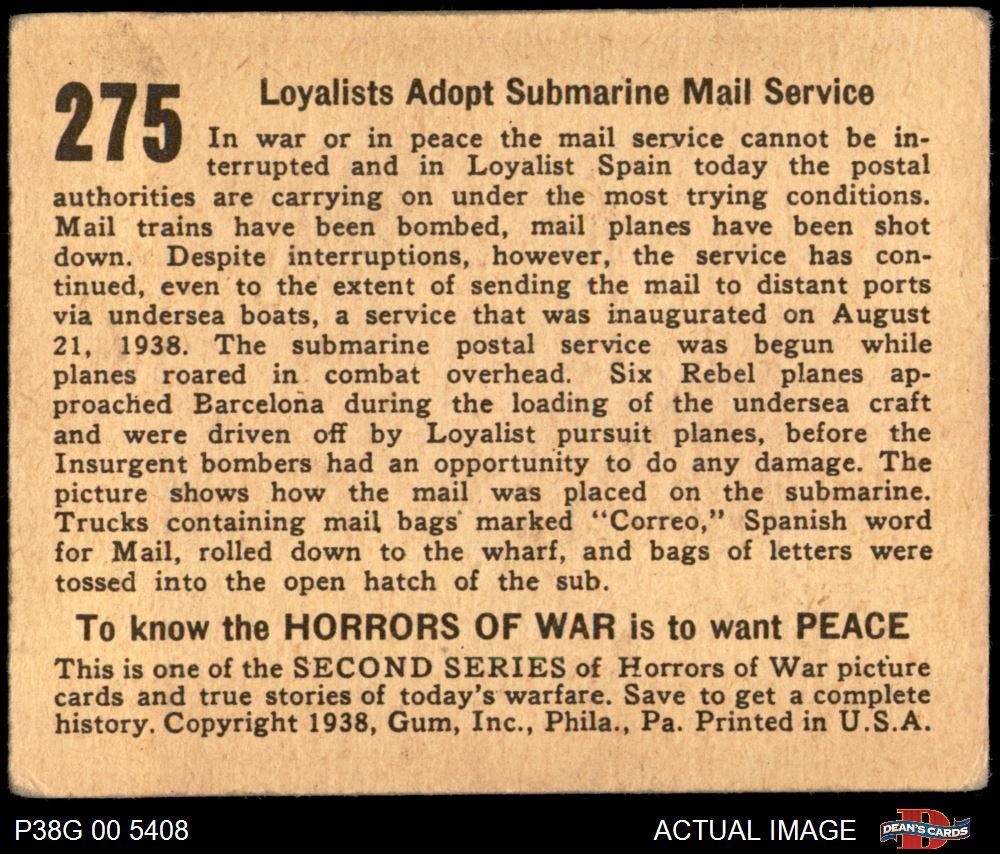 275
Loyalists Adopt Submarine Mail Service
In war or in peace the mail service cannot be in-
terrupted and in Loyalist Spain today the postal
authorities are carrying on under the most trying conditions.
Mail trains have been bombed, mail planes have been shot
down. Despite interruptions, however, the service has con-
tinued, even to the extent of sending the mail to distant ports
via undersea boats, a service that was inaugurated on August
21, 1938. The submarine postal service was begun while
planes roared in combat overhead. Six Rebel planes ap-
proached Barcelona during the loading of the undersea craft
and were driven off by Loyalist pursuit planes, before the
Insurgent bombers had an opportunity to do any damage. The
picture shows how the mail was placed on the submarine.
Trucks containing mail bags marked “Correo,” Spanish word
for Mail, rolled down to the wharf, and bags of letters were
tossed into the open hatch of the sub.
To know the HORRORS OF WAR is to want PEACE
This is one of the SECOND SERIES of Horrors of War picture
cards and true stories of today's warfare. Save to get a complete
history. Copyright 1938, Gum, Inc., Phila., Pa. Printed in U.S.A.
P38G 00 5408
ACTUAL IMAGE
DEAN'S CARDS